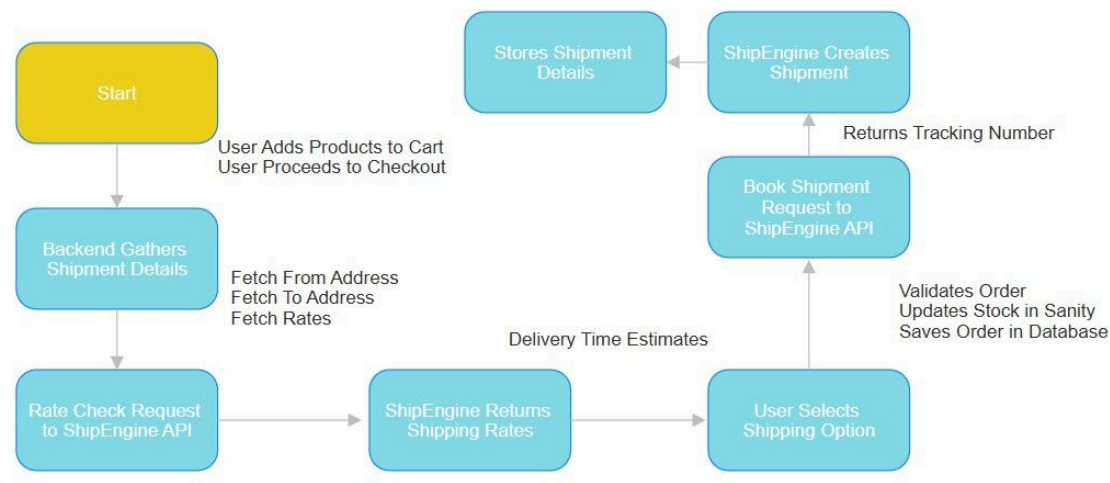 Start
User Adds Products to Cart
User Proceeds to Checkout
Backend Gathers
Shipment Details
Fetch From Address
Fetch To Address
Fetch Rates
Rate Check Request
to ShipEngine API
ShipEngine Returns
Shipping Rates
Delivery Time Estimates
User Selects
Shipping Option
Validates Order
Updates Stock in Sanity
Saves Order in Database
Book Shipment
Request to
ShipEngine API
Returns Tracking Number
ShipEngine Creates
Shipment
Stores Shipment
Details